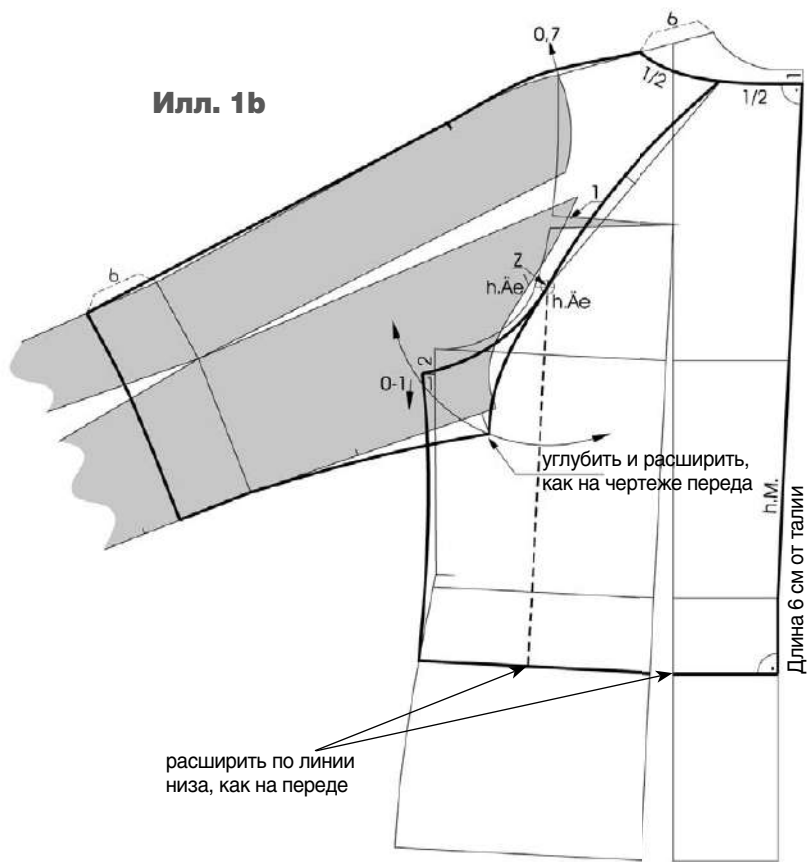 6
0,7
Илл. 1b
1/2
1/2
1
1
6
Z
h.Äe
h.Äe
2
0-1
1
углубить и расширить,
как на чертеже переда
h.M.
Длина 6 см от талии
расширить по линии
низа, как на переде